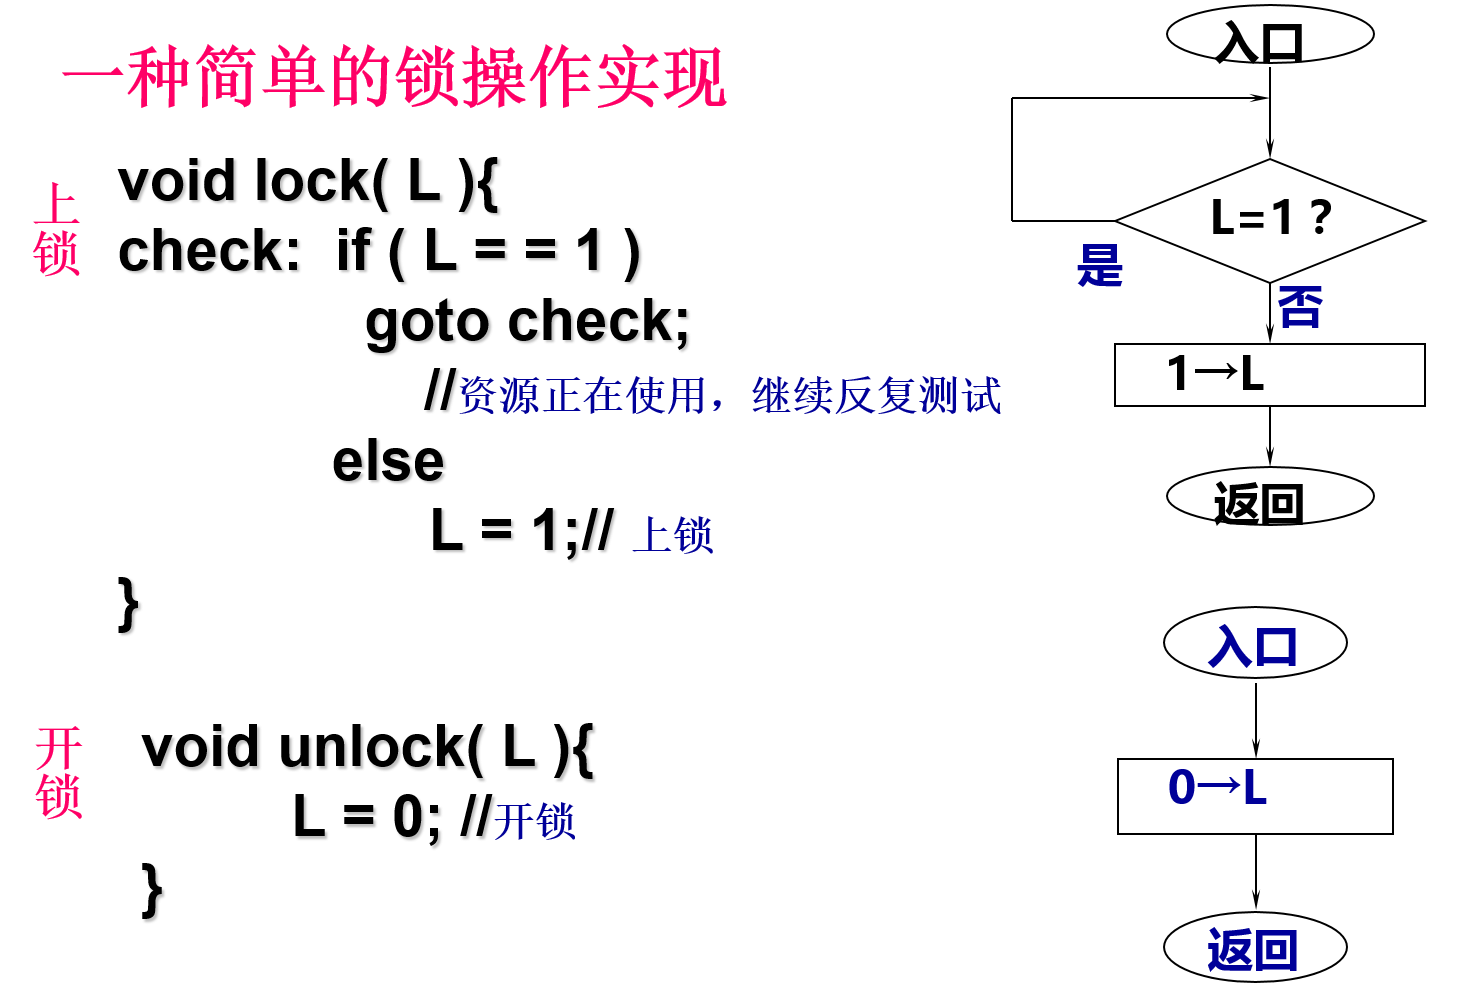 一种简单的锁操作实现
上
锁
void lock( L ){
check:  if ( L = = 1 )
goto check;
//资源正在使用，继续反复测试
else
L = 1;// 上锁
}
开
锁
void unlock( L ){
L = 0; //开锁
}
入口
L=1？
是
否
1→L
返回
入口
0→L
返回